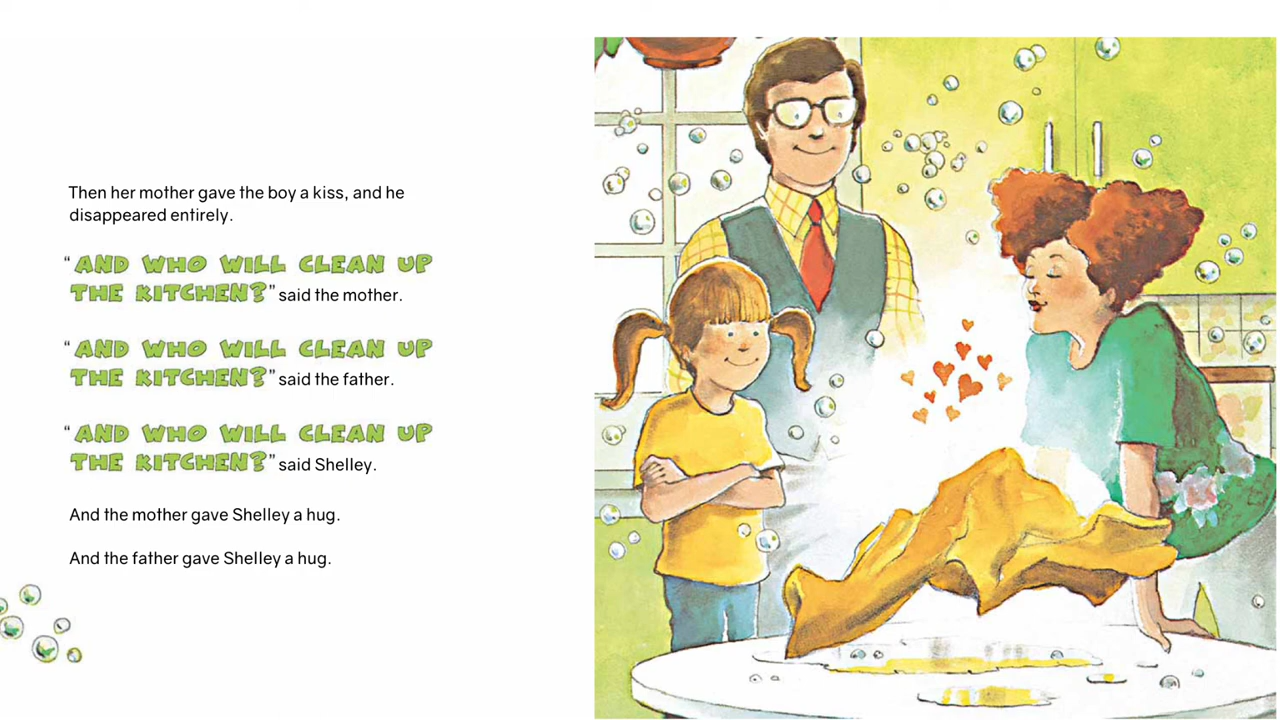 Then her mother gave the boy a kiss, and he
disappeared entirely.
“AND WHO WILL CLEAN UP
THE KITCHEN?” said the mother.
“AND WHO WILL CLEAN UP
THE KITCHEN?” said the father.
“AND WHO WILL CLEAN UP
THE KITCHEN?” said Shelley.
And the mother gave Shelley a hug.
And the father gave Shelley a hug.